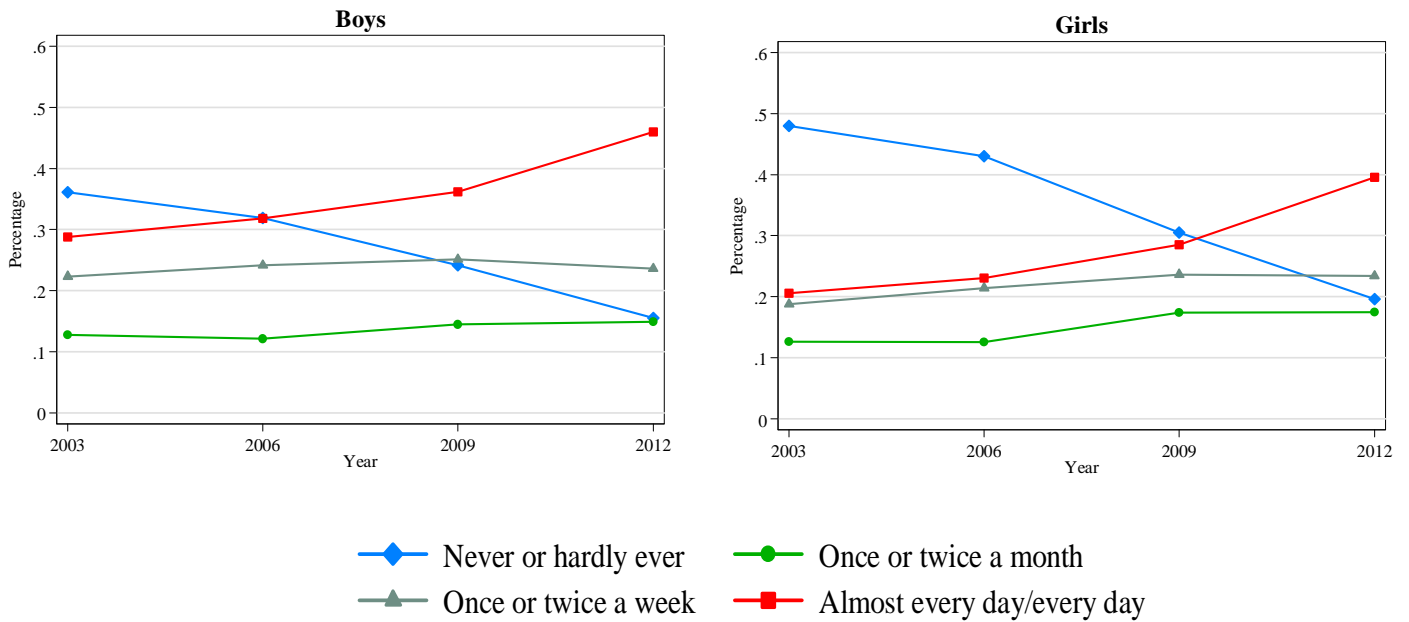 Boys
.6
.5
.4
.3
.2
.1
0
Percentage
2003 2006 2009 2012
Year
Girls
.6
.5
.4
.3
.2
.1
0
Percentage
2003 2006 2009 2012
Year
Never or hardly ever Once or twice a month
Once or twice a week Almost every day/every day